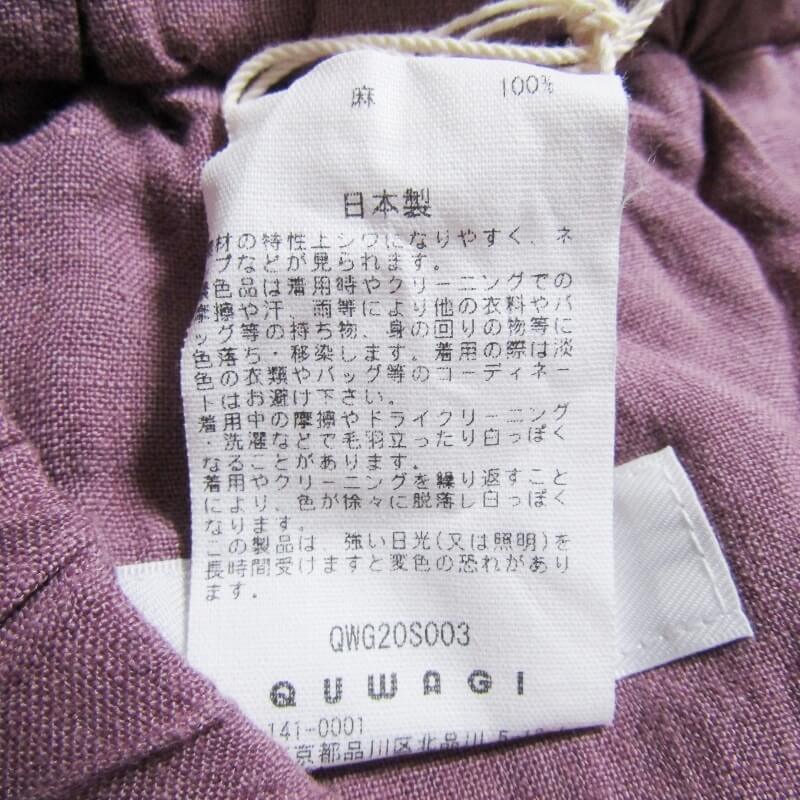 麻 100%
日本製
材の特性上シワになりやすく、ネ
プなどが見られます。
色品は着用時やクリーニングでの
摩擦や汗、雨等により他の衣料やバ
ッグ等の持ち物、身の回りの物等に
色落ち・移染します。着用の際は淡
色の衣類やバッグ等のコーディネー
トはお避け下さい。
着用中の摩擦やドライクリーニング
・洗濯などで毛羽立ったり白っぽく
なることがあります。
着用やクリーニングを繰り返すこと
により、色が徐々に脱落し白っぽく
なります。
この製品は、強い日光(又は照明)を
長時間受けますと変色の恐れがあり
ます。
QWG20S003
QUWAGI
141-0001
京都品川区北品川5